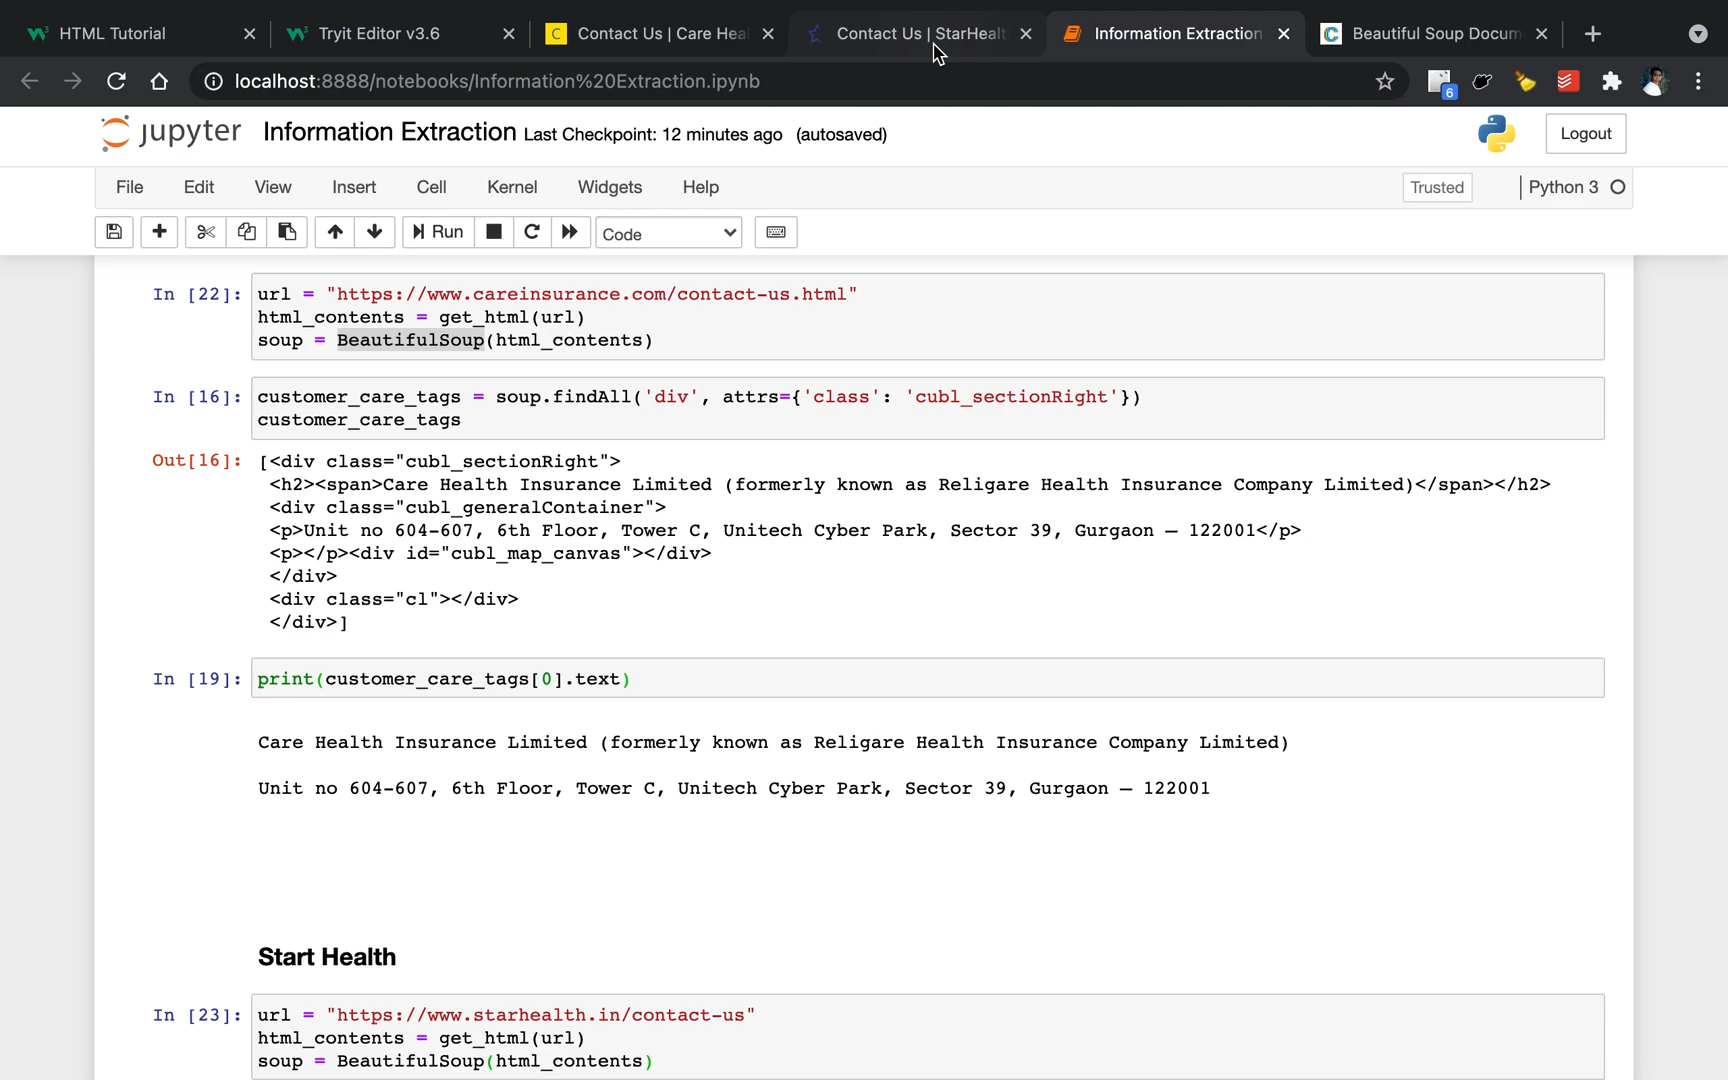 HTML Tutorial
Tryit Editor v3.6
Contact Us | Care Hea
Contact Us | StarHealt
Information Extraction
Beautiful Soup Docum
localhost:8888/notebooks/Information%20Extraction.ipynb
6
jupyter Information Extraction Last Checkpoint: 12 minutes ago (autosaved)
Logout
File Edit View Insert Cell Kernel Widgets Help
Trusted
Python 3
Run
Code
In [22]: url = "https://www.careinsurance.com/contact-us.html"
html_contents = get_html(url)
soup = BeautifulSoup(html_contents)
In [16]: customer_care_tags = soup.findAll('div', attrs={'class': 'cubl_sectionRight'})
customer_care_tags
Out[16]: [<div class="cubl_sectionRight">
<h2><span>Care Health Insurance Limited (formerly known as Religare Health Insurance Company Limited)</span></h2>
<div class="cubl_generalContainer">
<p>Unit no 604-607, 6th Floor, Tower C, Unitech Cyber Park, Sector 39, Gurgaon – 122001</p>
<p></p><div id="cubl_map_canvas"></div>
</div>
<div class="cl"></div>
</div>]
In [19]: print(customer_care_tags[0].text)
Care Health Insurance Limited (formerly known as Religare Health Insurance Company Limited)
Unit no 604-607, 6th Floor, Tower C, Unitech Cyber Park, Sector 39, Gurgaon – 122001
Start Health
In [23]: url = "https://www.starhealth.in/contact-us"
html_contents = get_html(url)
soup = BeautifulSoup(html_contents)